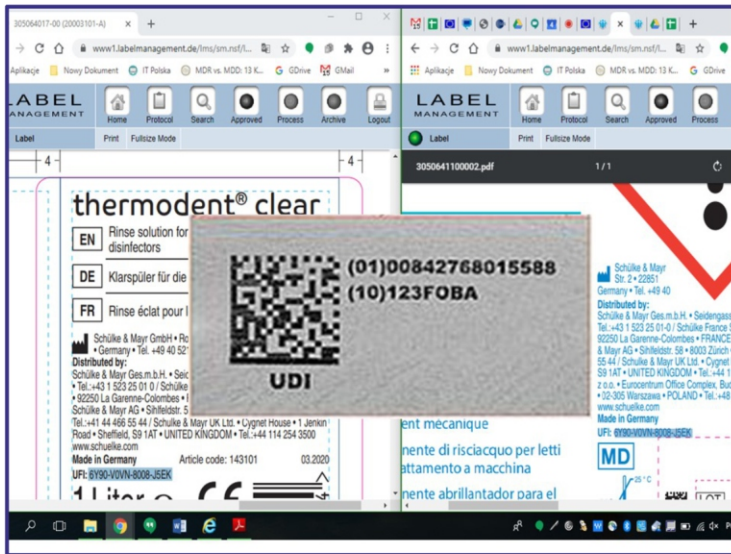 305064017-00 (20003101-A)
www1.labelmanagement.de/lms/sm.nsf/l...
Aplikacje Nowy Dokument IT Polska MDR vs. MDD: 13 K... GDrive GMail
LABEL
MANAGEMENT
Home Protocol Search Approved Process Archive Logout
Label Print Fullsize Mode
4 4
thermodent® clear
EN Rinse solution for
disinfectors
DE Klarspüler für die
FR Rinse éclat pour l
Schülke & Mayr GmbH • Ro
• Germany • Tel. +49 40 52
Distributed by:
Schülke & Mayr Ges.m.b.H. • Seid
• Tel.:+43 1 523 25 01 0 / Schülke
• 92250 La Garenne-Colombes • F
Schülke & Mayr AG • Sihlfeldstr. 5
Tel.:+41 44 466 55 44 / Schulke & Mayr UK Ltd. • Cygnet House • 1 Jenkin
Road • Sheffield, S9 1AT • UNITED KINGDOM • Tel.:+44 114 254 3500
www.schuelke.com
Made in Germany Article code: 143101 03.2020
UFI: 6Y90-V0VN-8008-J5EK
1 Liter e CE
(01)00842768015588
(10)123FOBA
UDI
www1.labelmanagement.de/lms/sm.nsf/l...
Aplikacje Nowy Dokument IT Polska MDR vs. MDD: 13 K... GDrive
LABEL
MANAGEMENT
Home Protocol Search Approved Process
Label Print Fullsize Mode
3050641100002.pdf 1/1
Schülke & Mayr
Str. 2 • 22851
Germany • Tel. +49 40
Distributed by:
Schülke & Mayr Ges.m.b.H. • Seidengass
Tel.:+43 1 523 25 01-0 / Schülke France S
92250 La Garenne-Colombes • FRANCE
& Mayr AG • Sihlfeldstr. 58 • 8003 Zürich
55 44 / Schulke & Mayr UK Ltd. • Cygnet
S9 1AT • UNITED KINGDOM • Tel.:+44 1
z o.o. • Eurocentrum Office Complex, Bud
• 02-305 Warszawa • POLAND • Tel.:+48
www.schuelke.com
Made in Germany
UFI: 6Y90-V0VN-8008-J5EK
MD
25 °C
LOT
ent mécanique
nente di risciacquo per letti
attamento a macchina
nente abrillantador para el